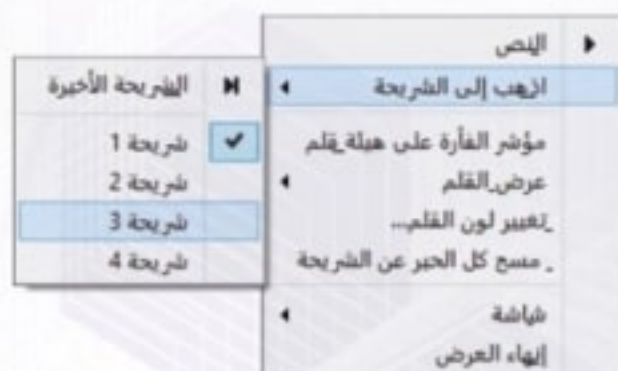 النص
اذهب إلى الشريحة
مؤشر الفأرة على هيئة قلم
عرض القلم
تغيير لون القلم...
مسح كل الحبر عن الشريحة
شاشة
إنهاء العرض
الشريحة الأخيرة
شريحة 1
شريحة 2
شريحة 3
شريحة 4